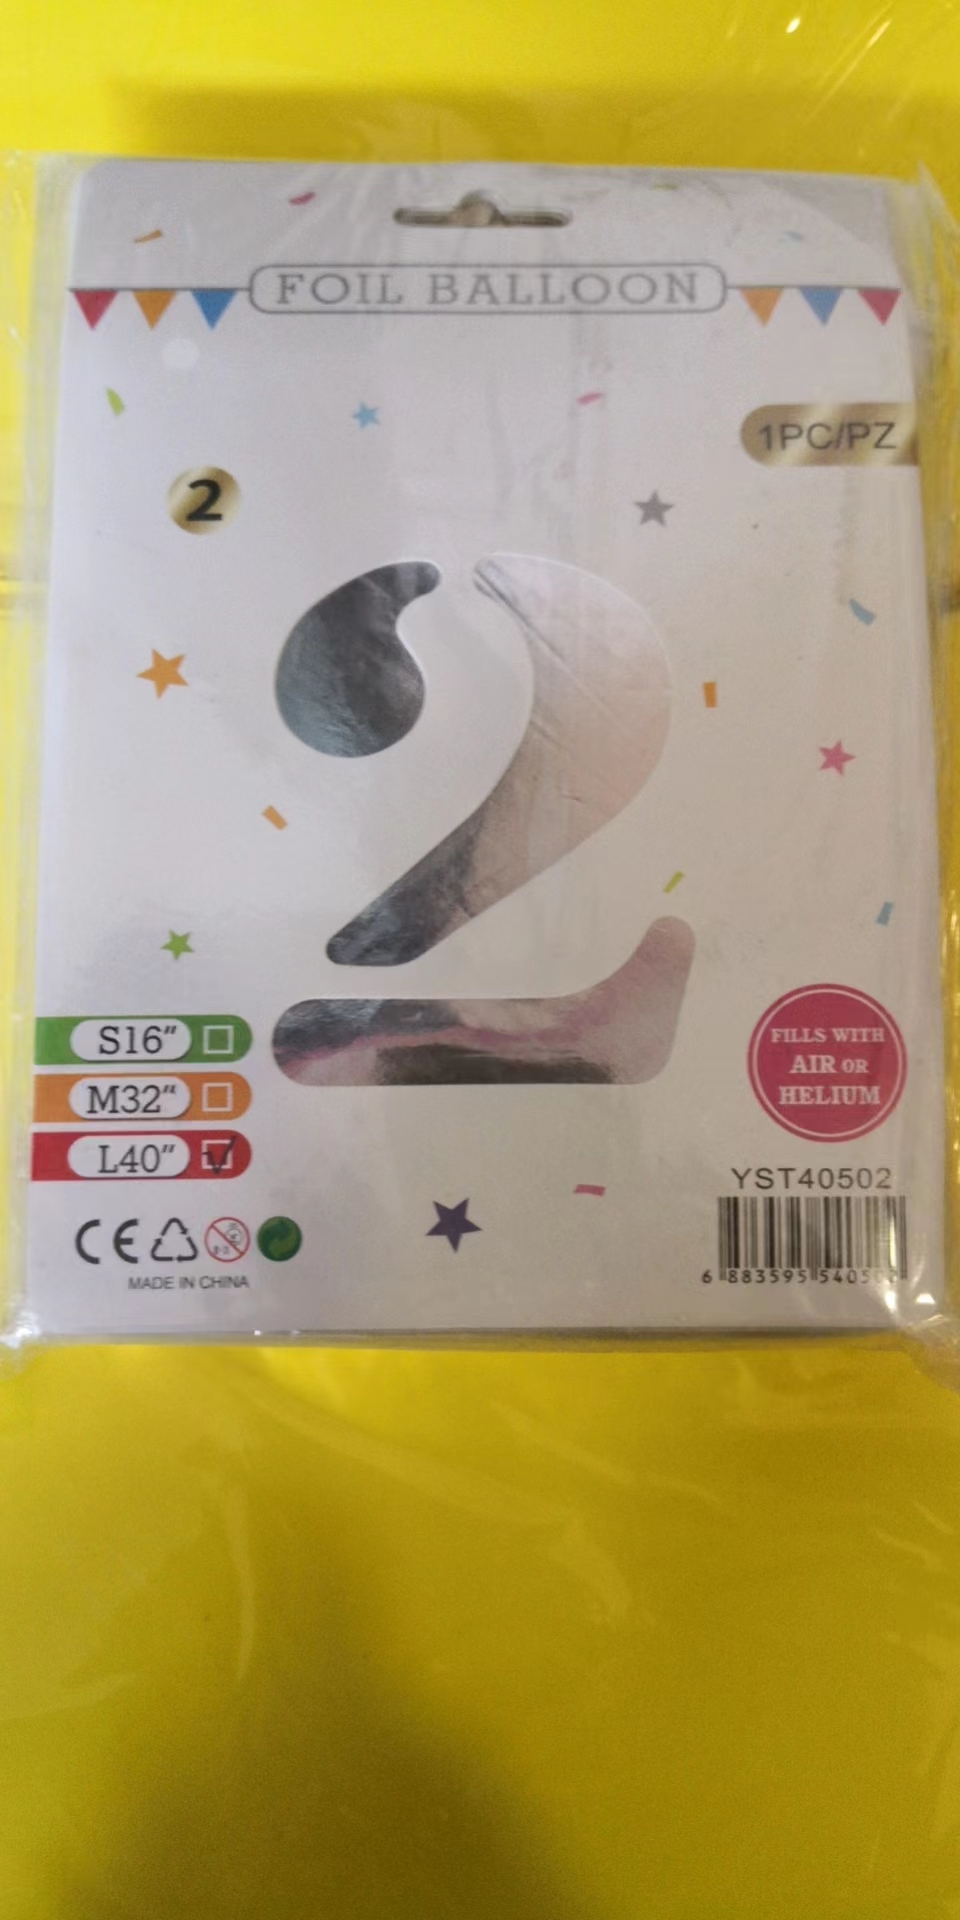 FOIL BALLOON
1PC/PZ
2
2
S16"
M32"
L40"
FILLS WITH
AIR OR
HELIUM
YST40502
CE
MADE IN CHINA